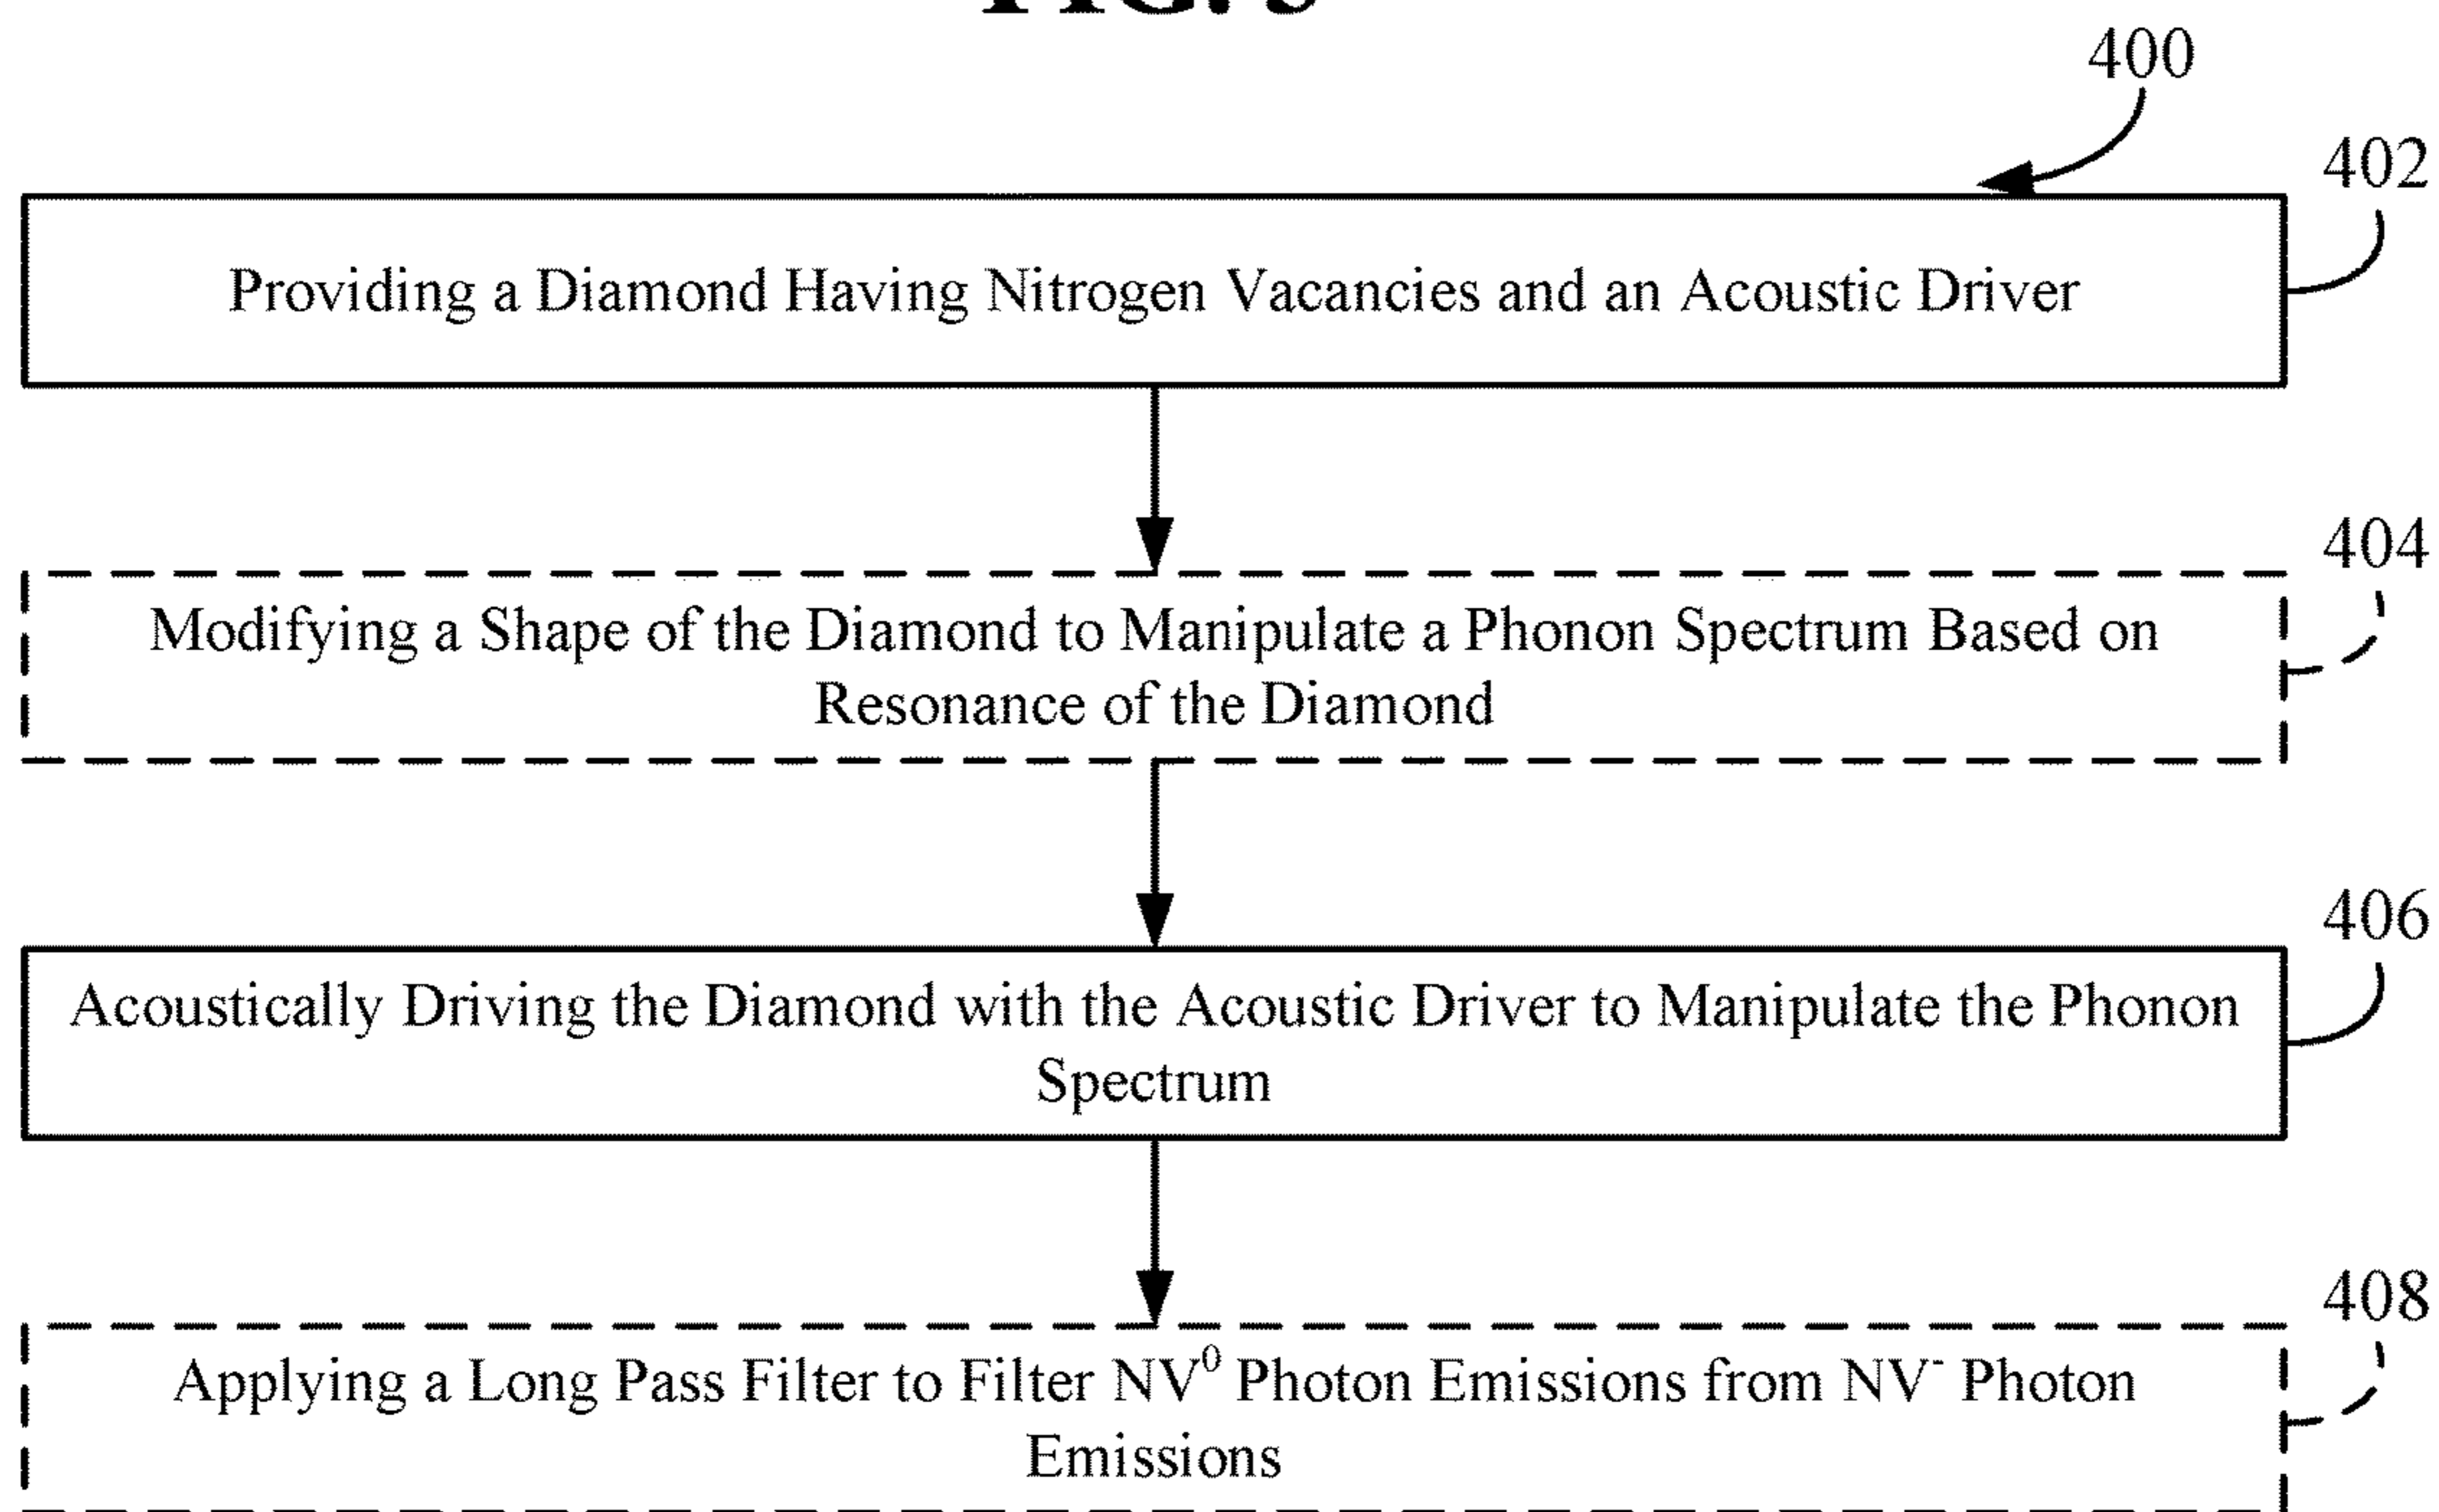 400
402
Providing a Diamond Having Nitrogen Vacancies and an Acoustic Driver
404
Modifying a Shape of the Diamond to Manipulate a Phonon Spectrum Based on
Resonance of the Diamond
406
Acoustically Driving the Diamond with the Acoustic Driver to Manipulate the Phonon
Spectrum
408
Applying a Long Pass Filter to Filter NV⁰ Photon Emissions from NV⁻ Photon
Emissions